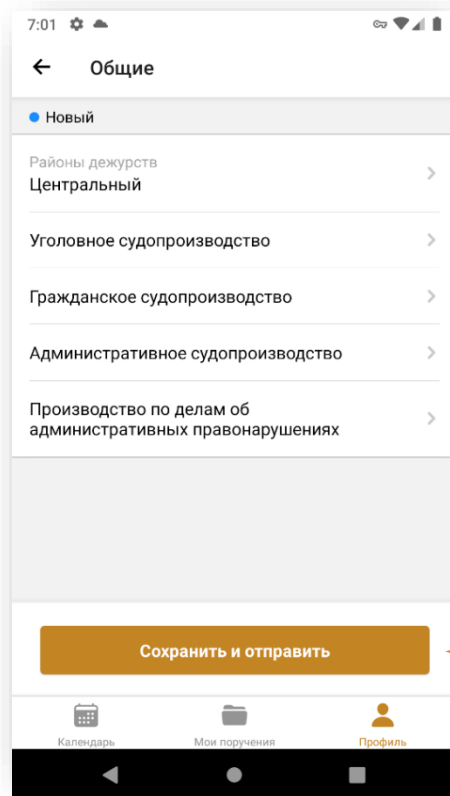 7:01
Общие
Новый
Районы дежурств
Центральный
Уголовное судопроизводство
Гражданское судопроизводство
Административное судопроизводство
Производство по делам об
административных правонарушениях
Сохранить и отправить
Календарь
Мои поручения
Профиль